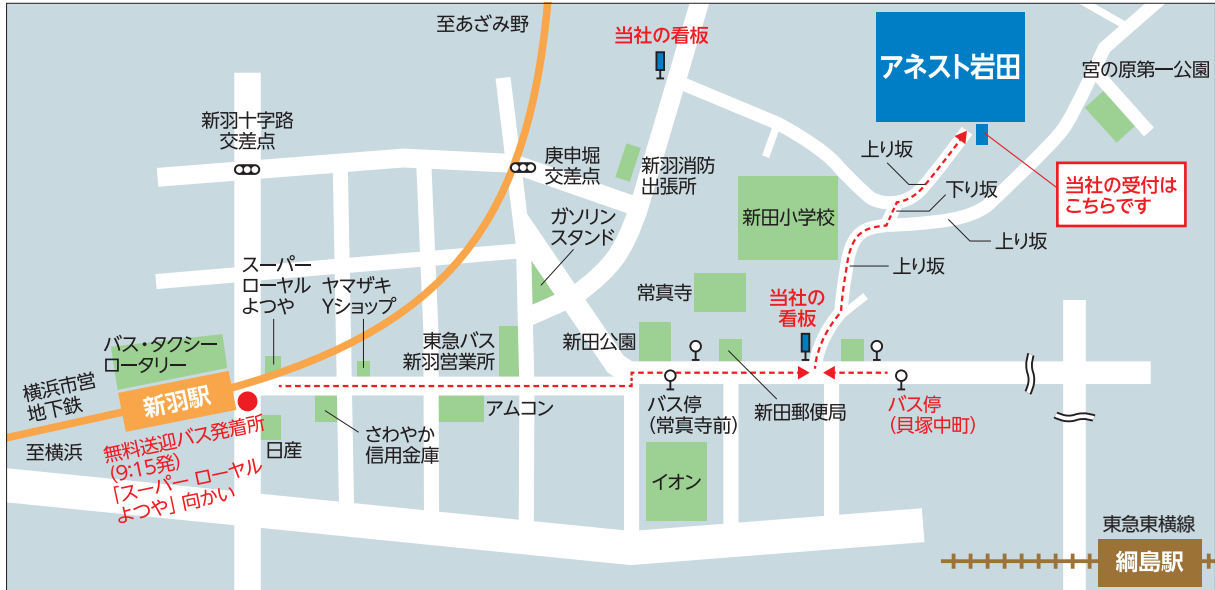 至あざみ野
当社の看板
アネスト岩田
宮の原第一公園
新羽十字路
交差点
庚申堀
交差点
新羽消防
出張所
上り坂
当社の受付は
こちらです
下り坂
新田小学校
ガソリン
スタンド
上り坂
上り坂
スーパー
ローヤル
よつや
ヤマザキ
Yショップ
常真寺
当社の
看板
バス・タクシー
ロータリー
東急バス
新羽営業所
新田公園
横浜市営
地下鉄
新羽駅
至横浜
無料送迎バス発着所
(9:15発)
「スーパー ローヤル
よつや」向かい
日産
さわやか
信用金庫
アムコン
バス停
(常真寺前)
新田郵便局
バス停
(貝塚中町)
イオン
東急東横線
綱島駅